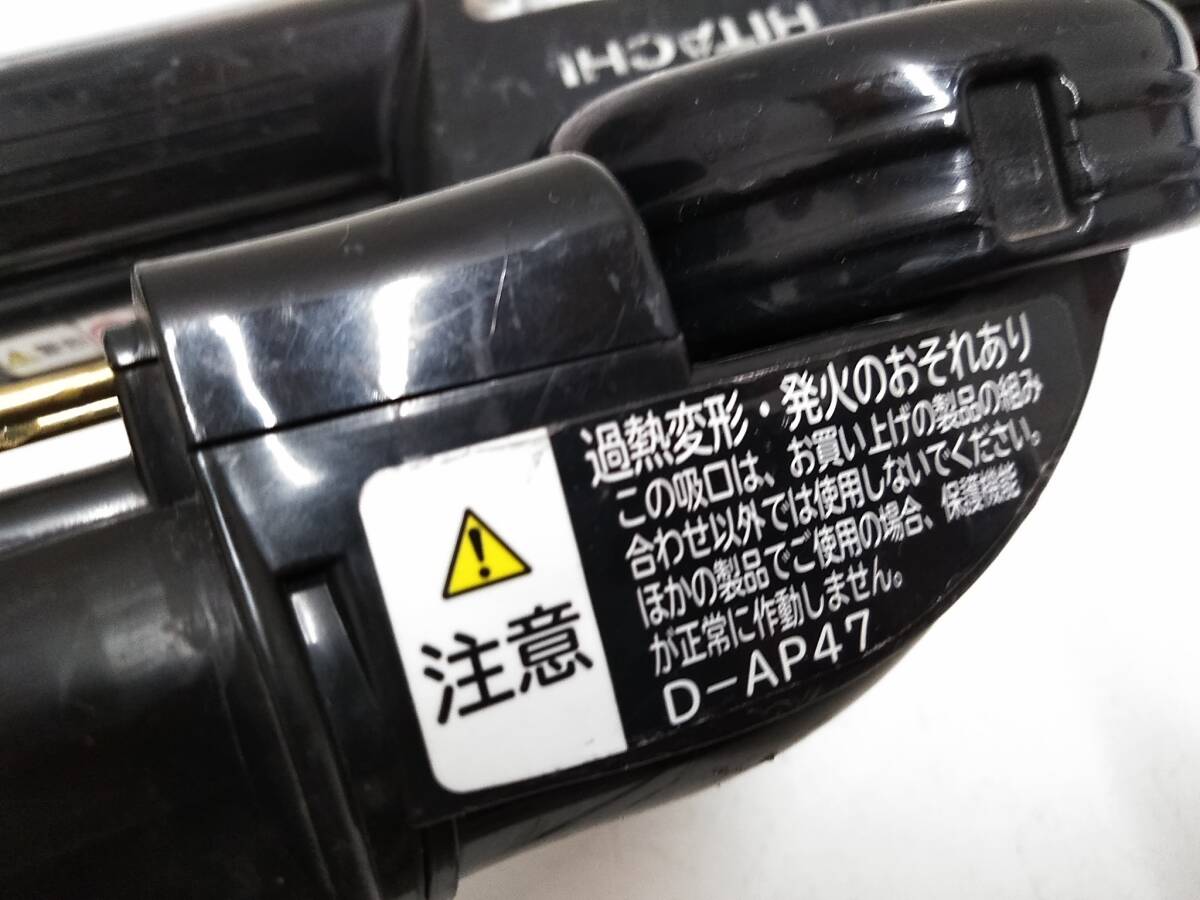 HITACHI
注意
過熱変形・発火のおそれあり
この吸口は、お買い上げの製品の組み
合わせ以外では使用しないでください。
ほかの製品でご使用の場合、保護機能
が正常に作動しません。
D-AP47